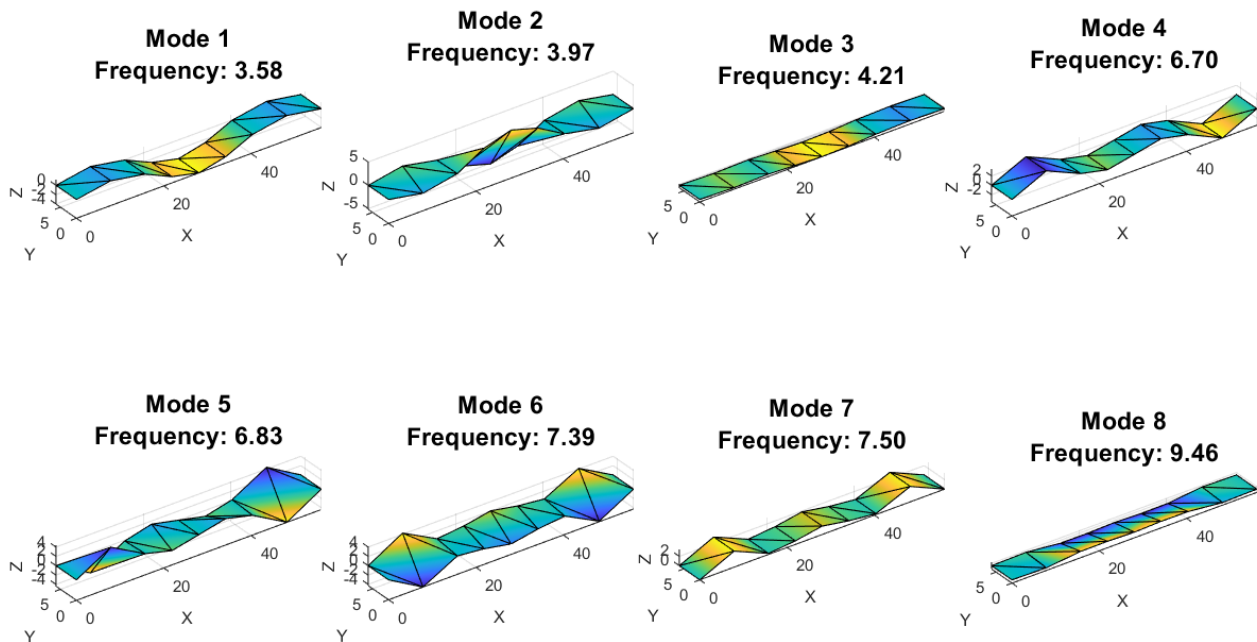 Mode 1
Frequency: 3.58
0
-2
-4
Z
5
0
Y
0
20
40
X
Mode 2
Frequency: 3.97
5
0
-5
Z
5
0
Y
0
20
40
X
Mode 3
Frequency: 4.21
Z
5
0
Y
0
20
40
X
Mode 4
Frequency: 6.70
2
0
-2
Z
5
0
Y
0
20
40
X
Mode 5
Frequency: 6.83
4
2
0
-2
-4
Z
5
0
Y
0
20
40
X
Mode 6
Frequency: 7.39
4
2
0
-2
-4
Z
5
0
Y
0
20
40
X
Mode 7
Frequency: 7.50
2
0
Z
5
0
Y
0
20
40
X
Mode 8
Frequency: 9.46
Z
5
0
Y
0
20
40
X